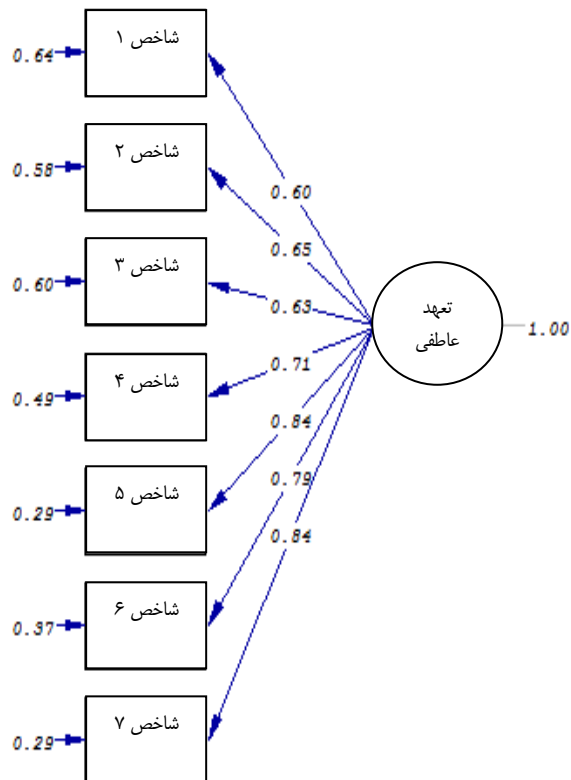 شاخص ۱
0.64
شاخص ۲
0.58
شاخص ۳
0.60
شاخص ۴
0.49
شاخص ۵
0.29
شاخص ۶
0.37
شاخص ۷
0.29
0.60
0.65
0.63
0.71
0.84
0.79
0.84
تعهد
عاطفی
1.00